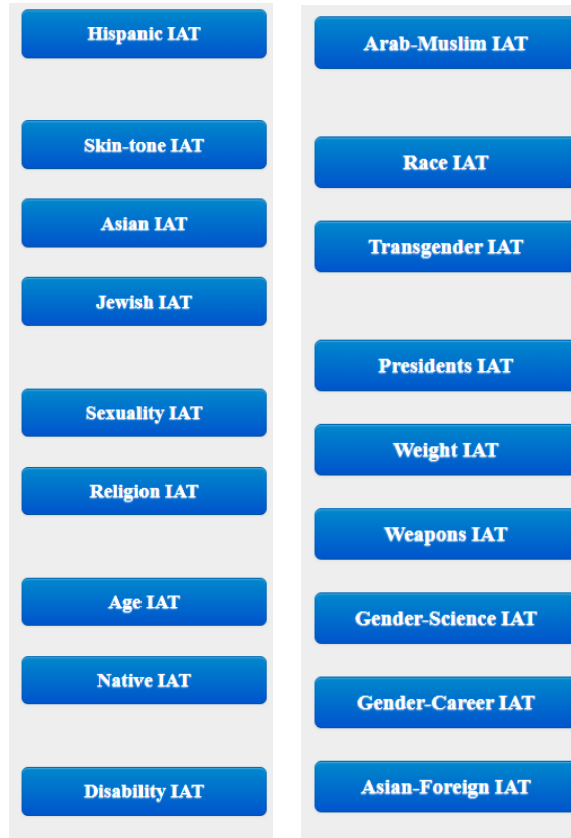 Hispanic IAT
Skin-tone IAT
Asian IAT
Jewish IAT
Sexuality IAT
Religion IAT
Age IAT
Native IAT
Disability IAT
Arab-Muslim IAT
Race IAT
Transgender IAT
Presidents IAT
Weight IAT
Weapons IAT
Gender-Science IAT
Gender-Career IAT
Asian-Foreign IAT